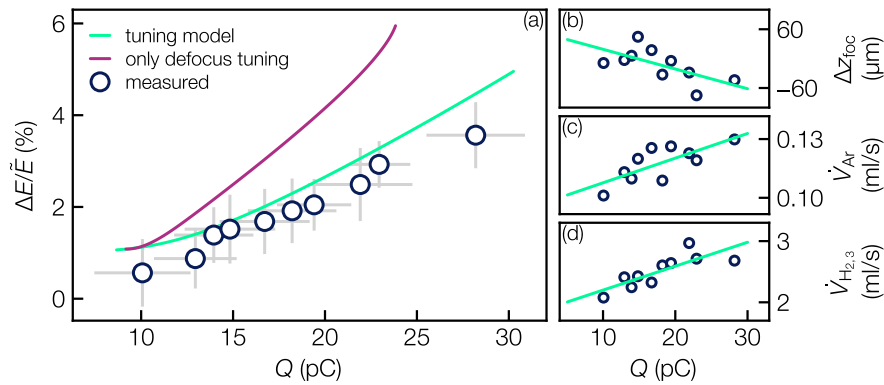 (a)
tuning model
only defocus tuning
measured
6
4
2
0
ΔE/Ẽ (%)
10
15
20
25
30
Q (pC)
(b)
60
−60
Δz_foc
(μm)
(c)
0.13
0.10
V̇_Ar
(ml/s)
(d)
3
2
V̇_H₂,₃
(ml/s)
10
20
30
Q (pC)